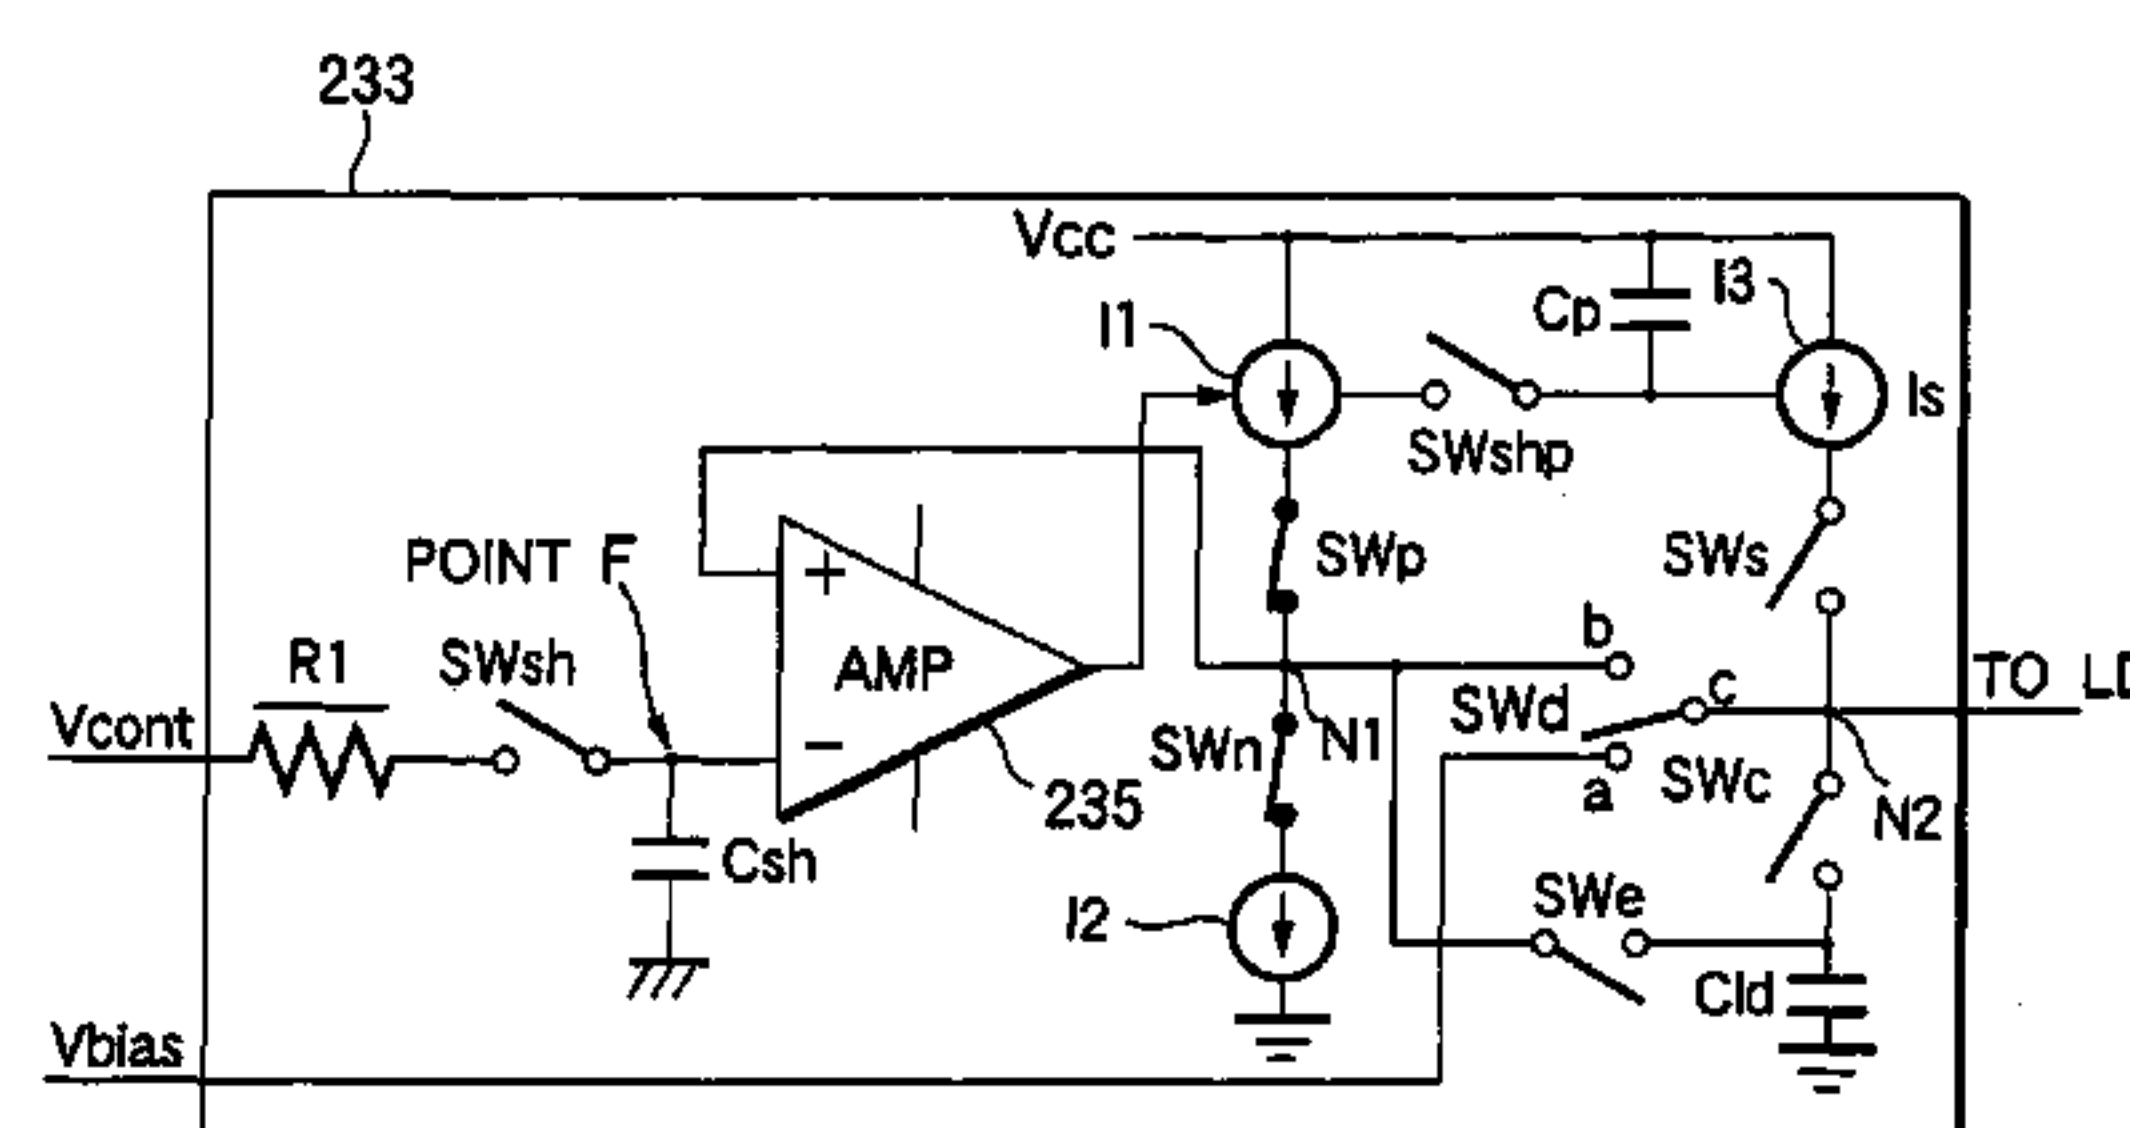 233
Vcc
I1
Cp
I3
Is
SWshp
POINT F
+
SWp
SWs
R1
SWsh
AMP
b
c
TO LD
Vcont
SWd
−
SWn
N1
a
SWc
235
N2
Csh
I2
SWe
Cld
Vbias